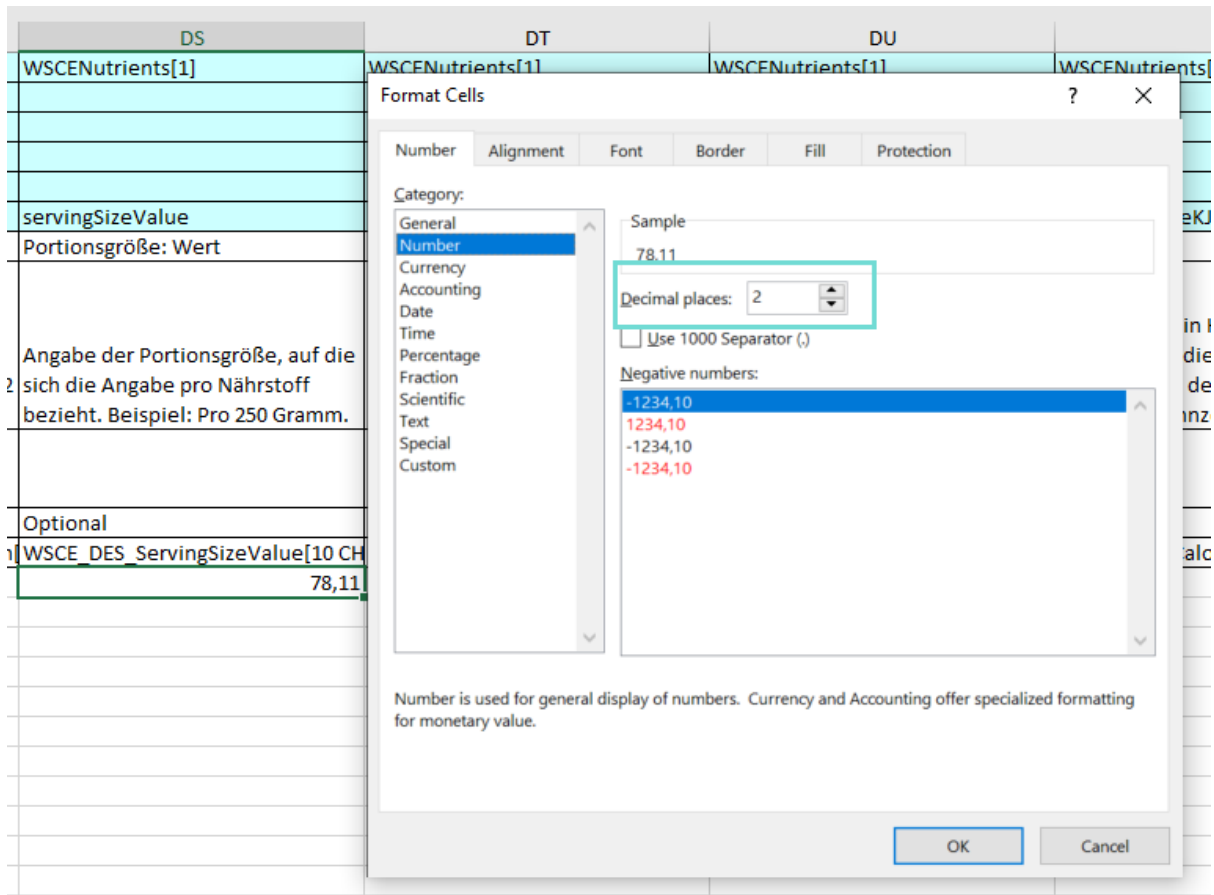 DS DT DU
WSCENutrients[1] WSCENutrients[1] WSCENutrients[1] WSCENutrients[
servingSizeValue
Portionsgröße: Wert
Angabe der Portionsgröße, auf die
sich die Angabe pro Nährstoff
bezieht. Beispiel: Pro 250 Gramm.
Optional
WSCE_DES_ServingSizeValue[10 CH
78,11
Format Cells
?
Number Alignment Font Border Fill Protection
Category:
General
Number
Currency
Accounting
Date
Time
Percentage
Fraction
Scientific
Text
Special
Custom
Sample
78,11
Decimal places: 2
Use 1000 Separator (.)
Negative numbers:
-1234,10
1234,10
-1234,10
-1234,10
Number is used for general display of numbers. Currency and Accounting offer specialized formatting
for monetary value.
OK Cancel
eKJ
in
die
de